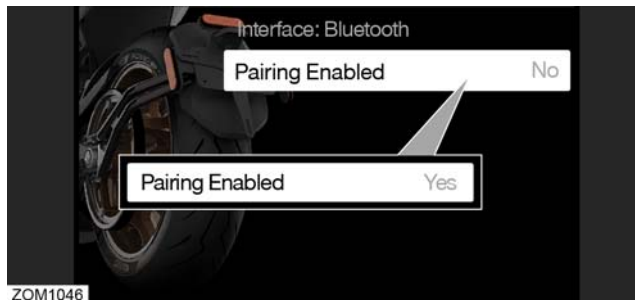 Interface: Bluetooth
Pairing Enabled No
Pairing Enabled Yes
ZOM1046